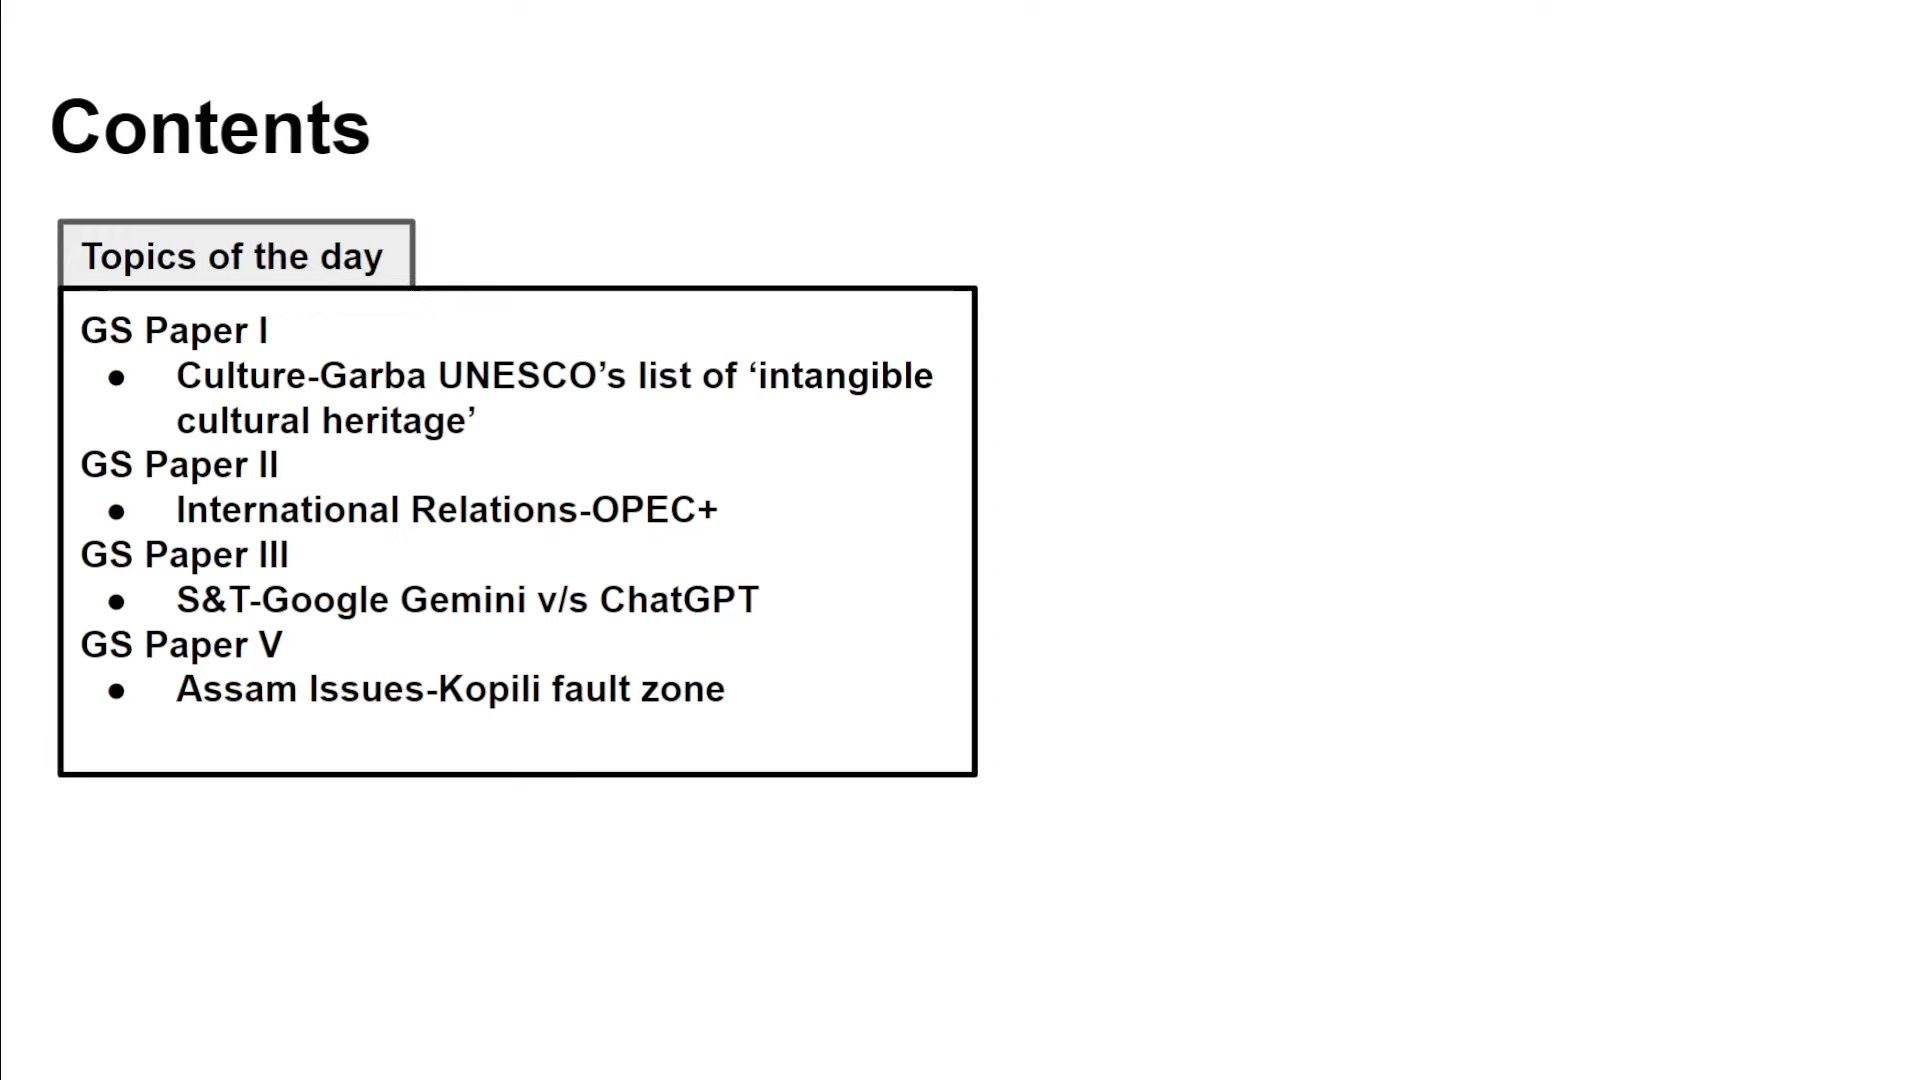 Contents
Topics of the day
GS Paper I
● Culture-Garba UNESCO’s list of ‘intangible
cultural heritage’
GS Paper II
● International Relations-OPEC+
GS Paper III
● S&T-Google Gemini v/s ChatGPT
GS Paper V
● Assam Issues-Kopili fault zone